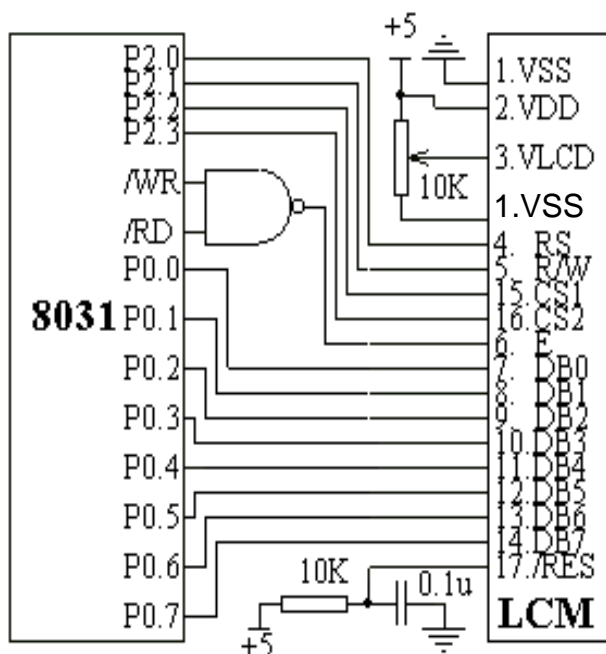 P2.0
P2.1
P2.2
P2.3
/WR
/RD
P0.0
8031
P0.1
P0.2
P0.3
P0.4
P0.5
P0.6
P0.7
+5
10K
10K
0.1u
+5
1.VSS
2.VDD
3.VLCD
1.VSS
4. RS
5. R/W
15.CS1
16.CS2
6. E
7. DB0
8. DB1
9. DB2
10.DB3
11.DB4
12.DB5
13.DB6
14.DB7
17./RES
LCM